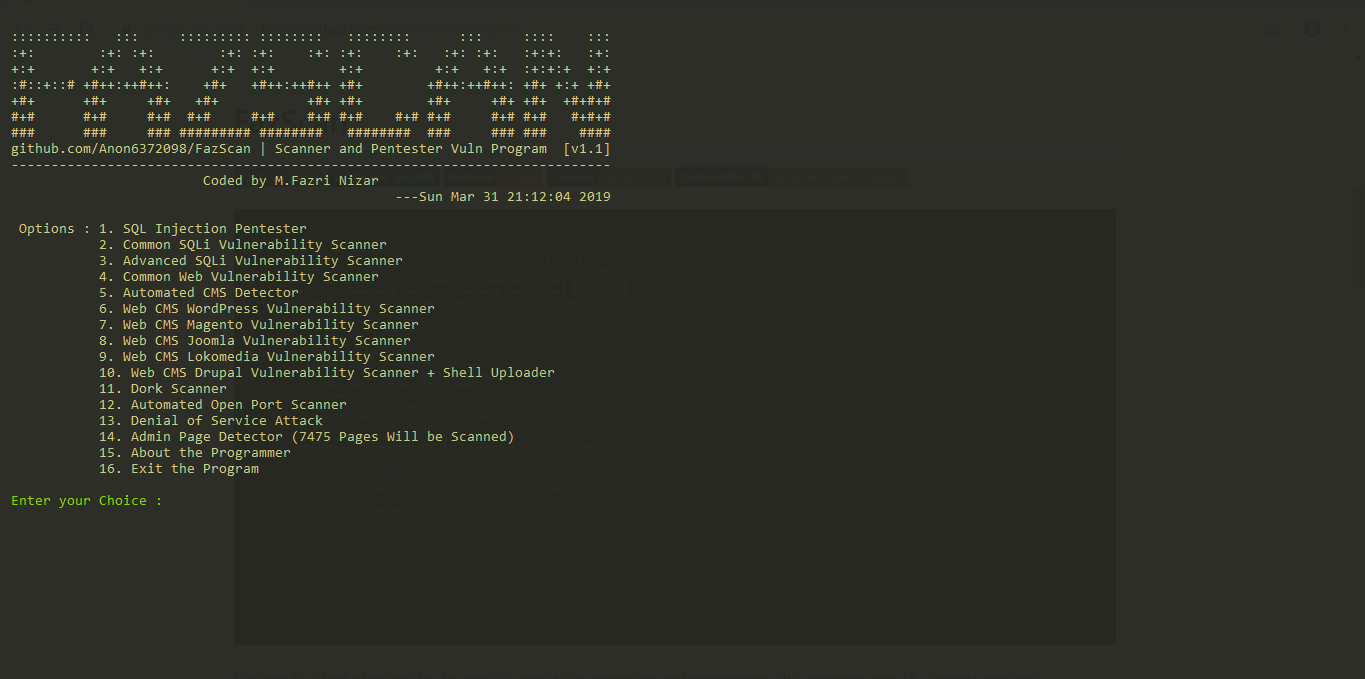 FAZSCAN
github.com/Anon6372098/FazScan | Scanner and Pentester Vuln Program [v1.1]
Coded by M.Fazri Nizar
---Sun Mar 31 21:12:04 2019
Options : 1. SQL Injection Pentester
2. Common SQLi Vulnerability Scanner
3. Advanced SQLi Vulnerability Scanner
4. Common Web Vulnerability Scanner
5. Automated CMS Detector
6. Web CMS WordPress Vulnerability Scanner
7. Web CMS Magento Vulnerability Scanner
8. Web CMS Joomla Vulnerability Scanner
9. Web CMS Lokomedia Vulnerability Scanner
10. Web CMS Drupal Vulnerability Scanner + Shell Uploader
11. Dork Scanner
12. Automated Open Port Scanner
13. Denial of Service Attack
14. Admin Page Detector (7475 Pages Will be Scanned)
15. About the Programmer
16. Exit the Program
Enter your Choice :